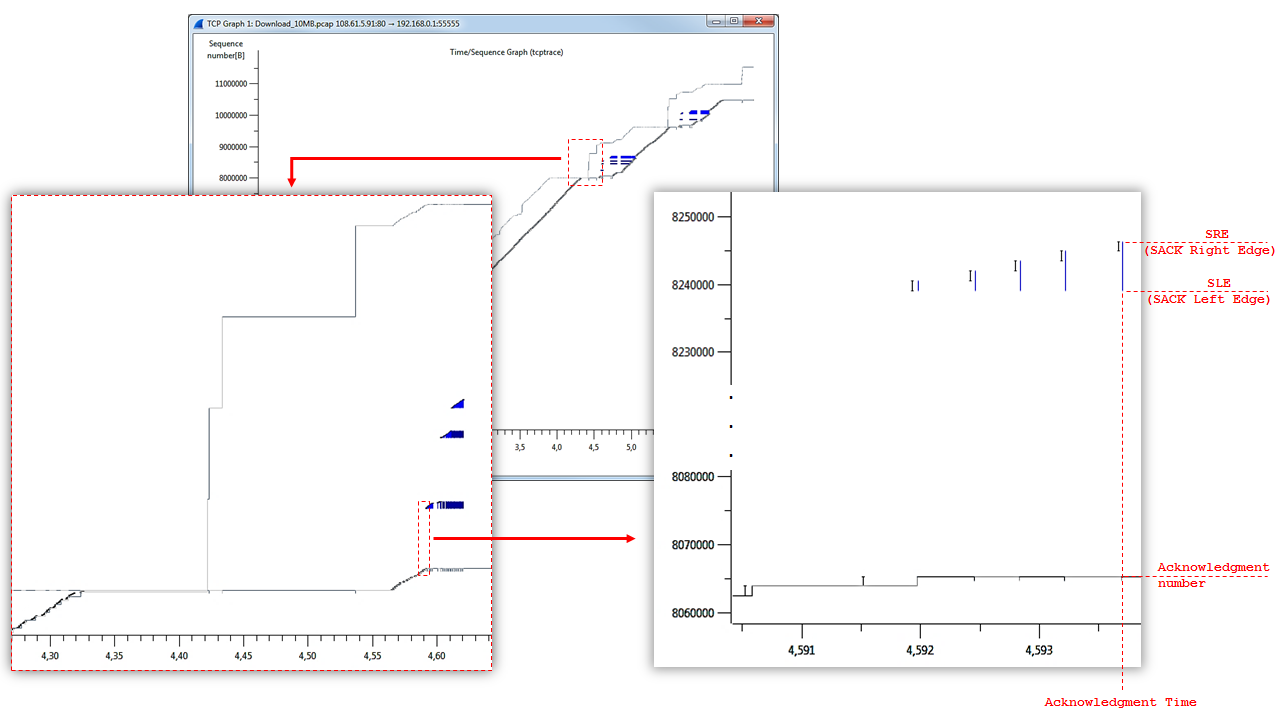 TCP Graph 1: Download_10MB.pcap 108.61.5.91:80 → 192.168.0.1:55555
Sequence
number[B]
Time/Sequence Graph (tcptrace)
11000000
10000000
9000000
8000000
3,5 4,0 4,5 5,0
4,30 4,35 4,40 4,45 4,50 4,55 4,60
8250000
8240000
8230000
8080000
8070000
8060000
4,591 4,592 4,593
SRE
(SACK Right Edge)
SLE
(SACK Left Edge)
Acknowledgment
number
Acknowledgment Time